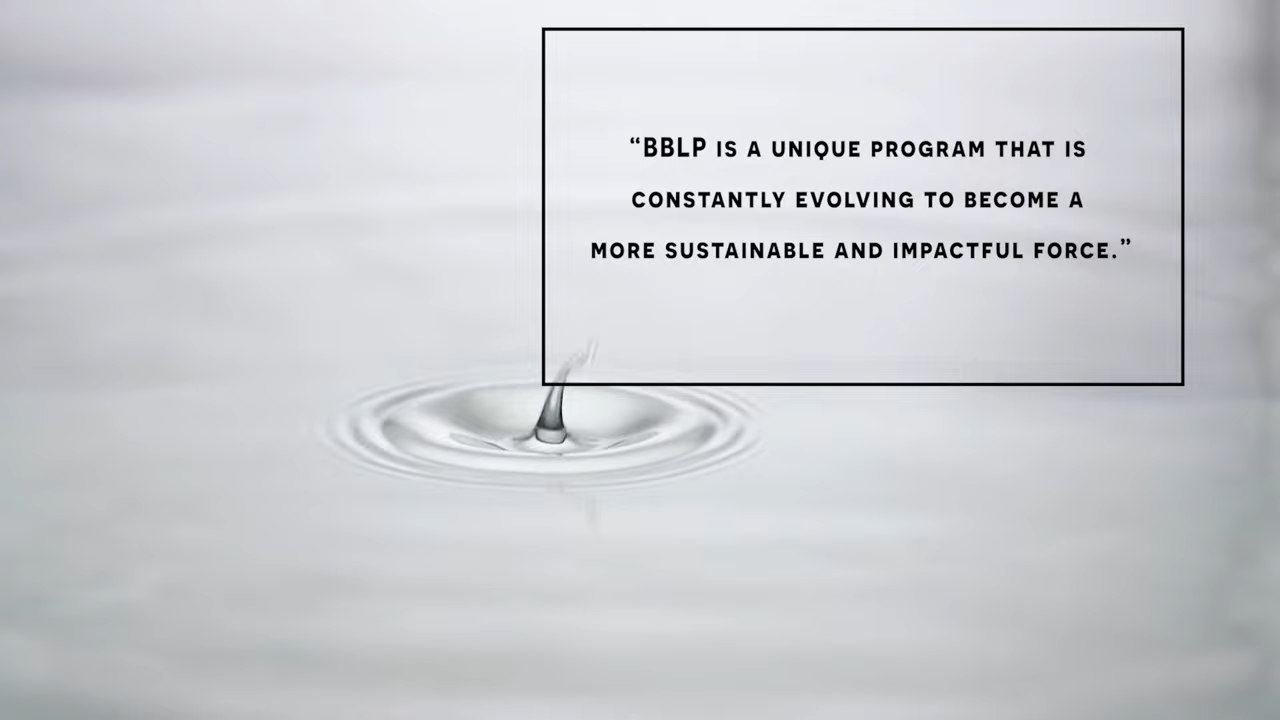 “BBLP IS A UNIQUE PROGRAM THAT IS
CONSTANTLY EVOLVING TO BECOME A
MORE SUSTAINABLE AND IMPACTFUL FORCE.”